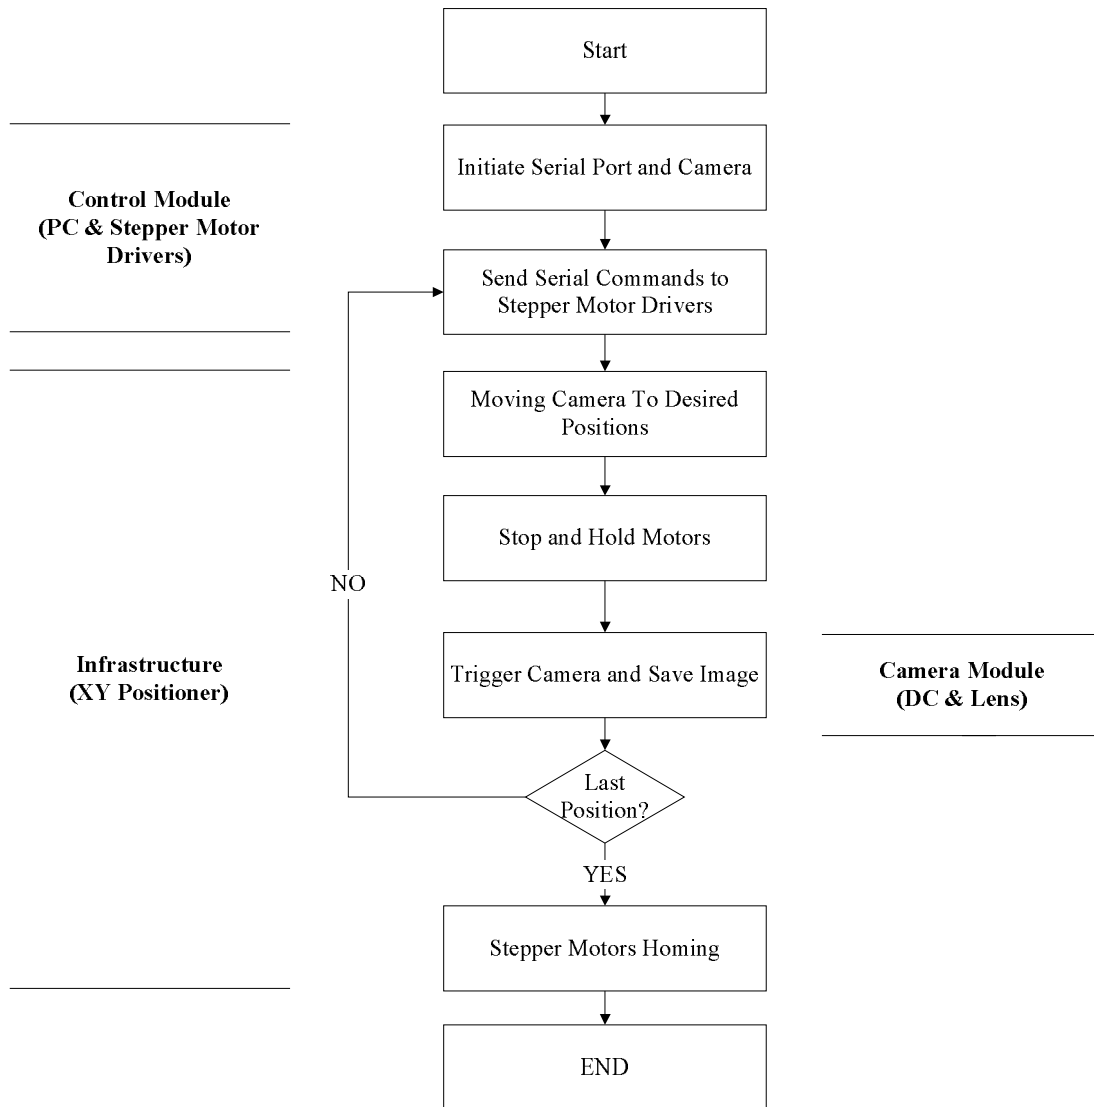 Start
Initiate Serial Port and Camera
Control Module
(PC & Stepper Motor
Drivers)
Send Serial Commands to
Stepper Motor Drivers
Moving Camera To Desired
Positions
Stop and Hold Motors
NO
Infrastructure
(XY Positioner)
Trigger Camera and Save Image
Camera Module
(DC & Lens)
Last
Position?
YES
Stepper Motors Homing
END